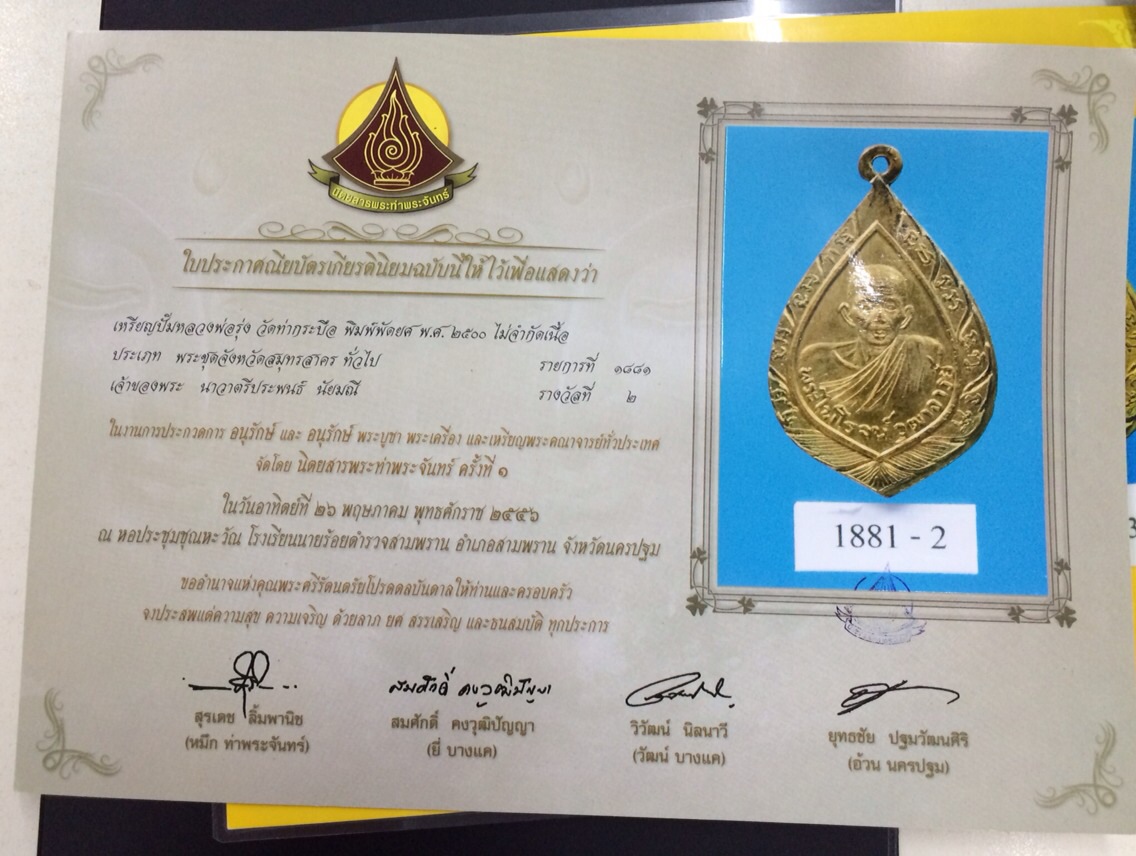 นิตยสารพระท่าพระจันทร์
ใบประกาศณียบัตรเกียรตินิยมฉบับนี้ให้ไว้เพื่อแสดงว่า
เหรียญปั๊มหลวงพ่อรุ่ง วัดท่ากระบือ พิมพ์พัดยศ พ.ศ. ๒๕๐๐ ไม่จำกัดเนื้อ
ประเภท พระชุดจังหวัดสมุทรสาคร ทั่วไป รายการที่ ๑๘๘๑
เจ้าของพระ นาวาตรีประพนธ์ นัยมณี รางวัลที่ ๒
ในงานการประกวดการ อนุรักษ์ และ อนุรักษ์ พระบูชา พระเครื่อง และเหรียญพระคณาจารย์ทั่วประเทศ
จัดโดย นิตยสารพระท่าพระจันทร์ ครั้งที่ ๑
ในวันอาทิตย์ที่ ๒๖ พฤษภาคม พุทธศักราช ๒๕๕๖
ณ หอประชุมชุณหะวัณ โรงเรียนนายร้อยตำรวจสามพราน อำเภอสามพราน จังหวัดนครปฐม
ขออำนาจแห่งคุณพระศรีรัตนตรัยโปรดดลบันดาลให้ท่านและครอบครัว
จงประสพแด่ความสุข ความเจริญ ด้วยลาภ ยศ สรรเสริญ และธนสมบัติ ทุกประการ
1881 - 2
สมศักดิ์ คงวุฒิปัญญา
สุรเดช ลิ้มพานิช
(หมึก ท่าพระจันทร์)
สมศักดิ์ คงวุฒิปัญญา
(ยี่ บางแค)
วิวัฒน์ นิลนาวี
(วัฒน์ บางแค)
ยุทธชัย ปฐมวัฒนศิริ
(อ้วน นครปฐม)